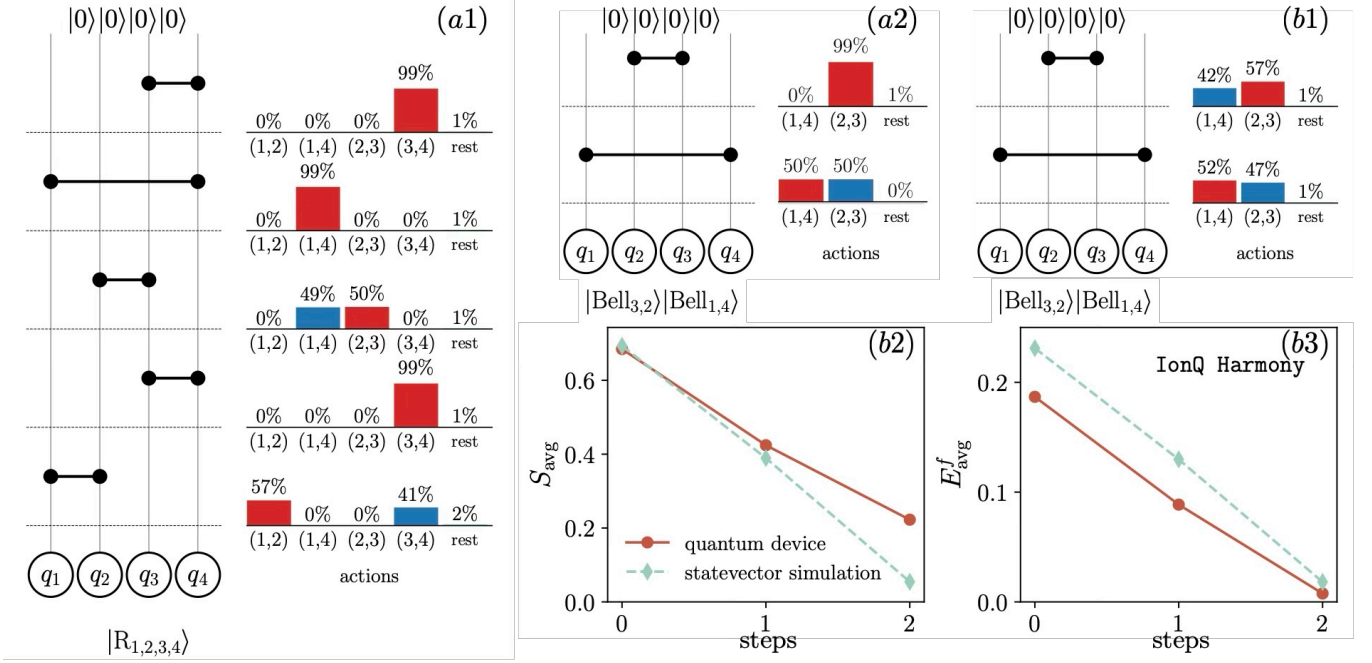 |0⟩|0⟩|0⟩|0⟩ (a1)
99%
0% 0% 0% 1%
(1,2) (1,4) (2,3) (3,4) rest
99%
0% 0% 0% 1%
(1,2) (1,4) (2,3) (3,4) rest
49% 50%
0% 0% 1%
(1,2) (1,4) (2,3) (3,4) rest
99%
0% 0% 0% 1%
(1,2) (1,4) (2,3) (3,4) rest
57% 41%
0% 0% 2%
(1,2) (1,4) (2,3) (3,4) rest
q1 q2 q3 q4 actions
|R1,2,3,4⟩
|0⟩|0⟩|0⟩|0⟩ (a2)
99%
0% 1%
(1,4) (2,3) rest
50% 50% 0%
(1,4) (2,3) rest
q1 q2 q3 q4 actions
|Bell3,2⟩|Bell1,4⟩
|0⟩|0⟩|0⟩|0⟩ (b1)
42% 57% 1%
(1,4) (2,3) rest
52% 47% 1%
(1,4) (2,3) rest
q1 q2 q3 q4 actions
|Bell3,2⟩|Bell1,4⟩
(b2)
Savg
0.6
0.4
0.2
0.0
quantum device
statevector simulation
0 1 2
steps
(b3)
IonQ Harmony
E^f_avg
0.2
0.1
0.0
0 1 2
steps